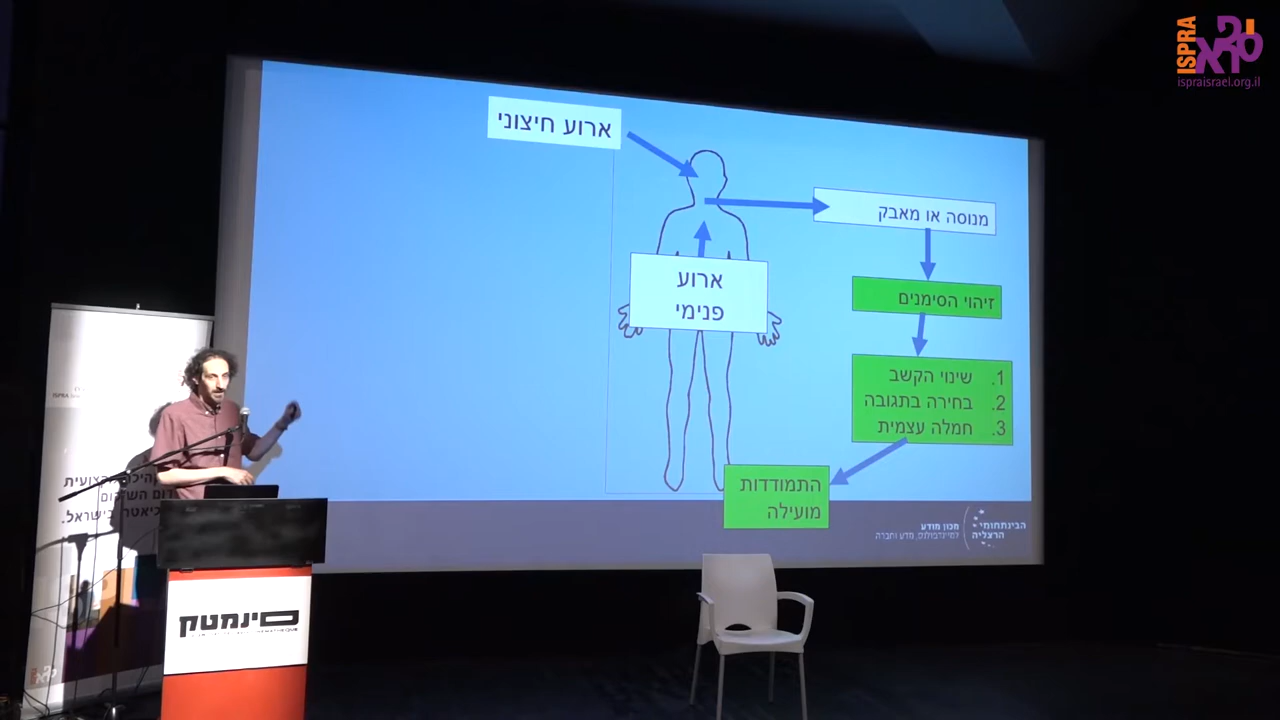 ISPRA
ispraisrael.org.il
ארוע חיצוני
מנוסה או מאבק
ארוע
פנימי
זיהוי הסימנים
1. שינוי הקשב
2. בחירה בתגובה
3. חמלה עצמית
התמודדות
מועילה
הבינתחומי
הרצליה
מכון מודע
למיינדפולנס, מדע וחברה
סינמטק
בישראל.